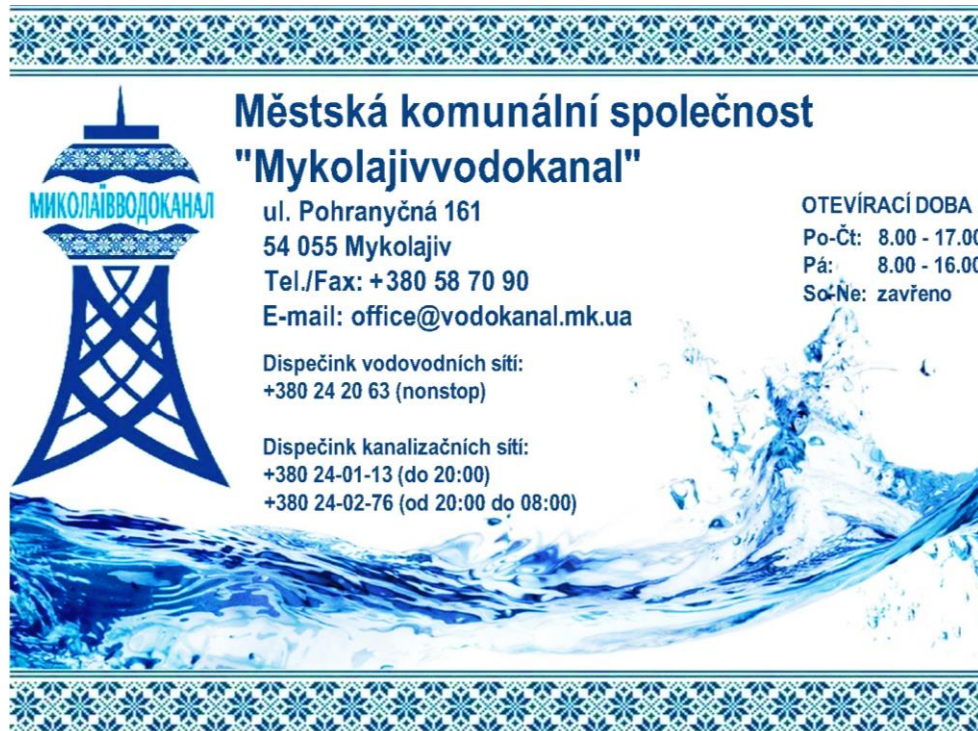 Městská komunální společnost
"Mykolajivvodokanal"
МИКОЛАЇВВОДОКАНАЛ
ul. Pohranyčná 161
54 055 Mykolajiv
Tel./Fax: +380 58 70 90
E-mail: office@vodokanal.mk.ua
Dispečink vodovodních sítí:
+380 24 20 63 (nonstop)
Dispečink kanalizačních sítí:
+380 24-01-13 (do 20:00)
+380 24-02-76 (od 20:00 do 08:00)
OTEVÍRACÍ DOBA
Po-Čt: 8.00 - 17.00
Pá: 8.00 - 16.00
So-Ne: zavřeno